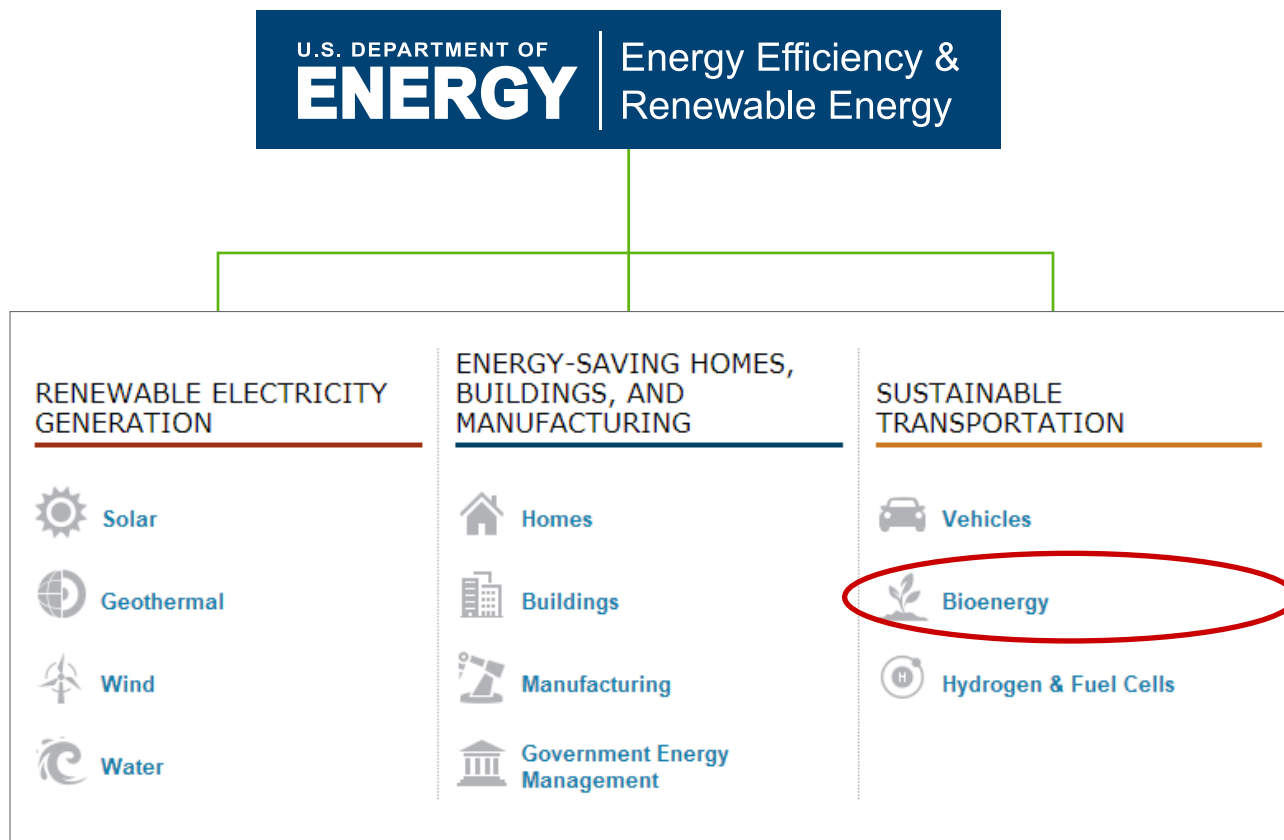 U.S. DEPARTMENT OF
ENERGY
Energy Efficiency &
Renewable Energy
RENEWABLE ELECTRICITY
GENERATION
Solar
Geothermal
Wind
Water
ENERGY-SAVING HOMES,
BUILDINGS, AND
MANUFACTURING
Homes
Buildings
Manufacturing
Government Energy
Management
SUSTAINABLE
TRANSPORTATION
Vehicles
Bioenergy
H
Hydrogen & Fuel Cells